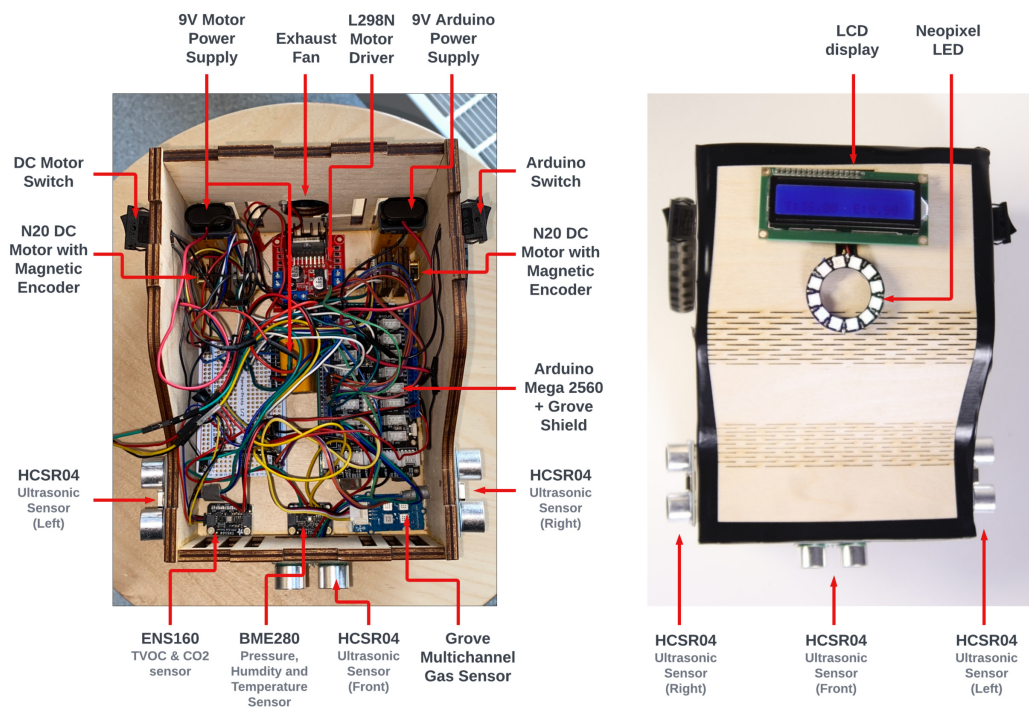 9V Motor
Power
Supply
Exhaust
Fan
L298N
Motor
Driver
9V Arduino
Power
Supply
LCD
display
Neopixel
LED
DC Motor
Switch
Arduino
Switch
N20 DC
Motor with
Magnetic
Encoder
N20 DC
Motor with
Magnetic
Encoder
Arduino
Mega 2560
+ Grove
Shield
HCSR04
Ultrasonic
Sensor
(Left)
HCSR04
Ultrasonic
Sensor
(Right)
ENS160
TVOC & CO2
sensor
BME280
Pressure,
Humidity and
Temperature
Sensor
HCSR04
Ultrasonic
Sensor
(Front)
Grove
Multichannel
Gas Sensor
HCSR04
Ultrasonic
Sensor
(Right)
HCSR04
Ultrasonic
Sensor
(Front)
HCSR04
Ultrasonic
Sensor
(Left)